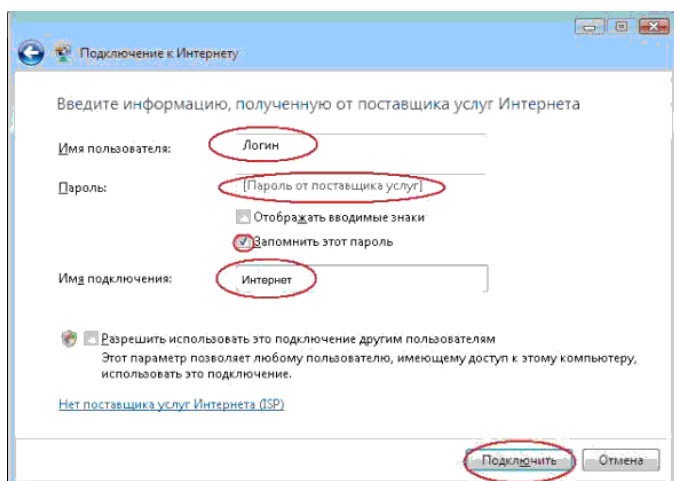 Подключение к Интернету
Введите информацию, полученную от поставщика услуг Интернета
Имя пользователя:
Логин
Пароль:
[Пароль от поставщика услуг]
Отображать вводимые знаки
Запомнить этот пароль
Имя подключения:
Интернет
Разрешить использовать это подключение другим пользователям
Этот параметр позволяет любому пользователю, имеющему доступ к этому компьютеру,
использовать это подключение.
Нет поставщика услуг Интернета (ISP)
Подключить
Отмена